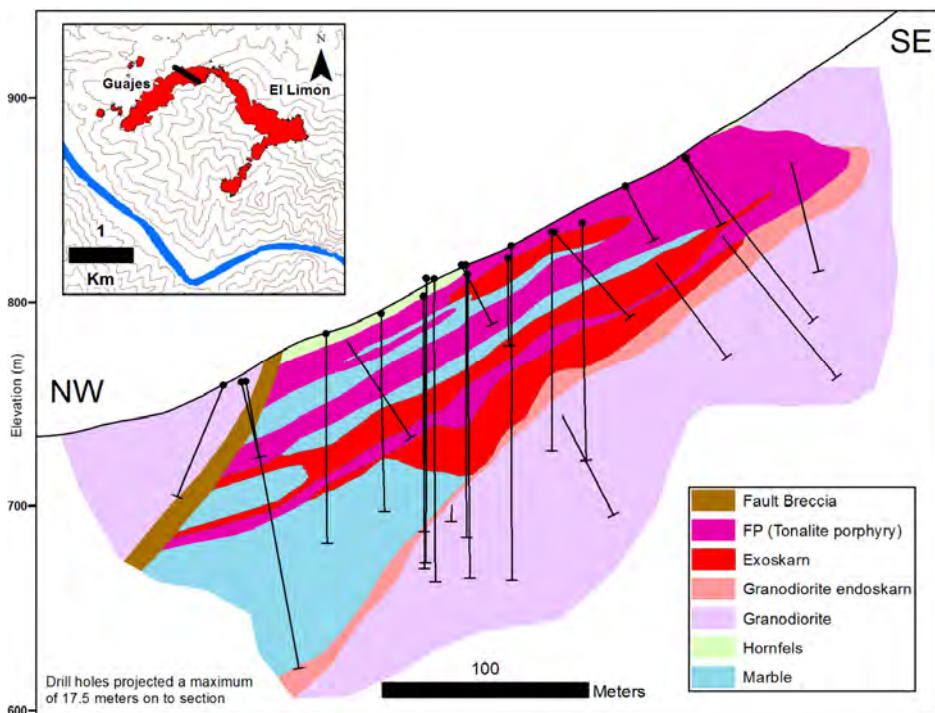 SE
N
Guajes
El Limon
1
Km
900
800
700
600
Elevation (m)
NW
Fault Breccia
FP (Tonalite porphyry)
Exoskarn
Granodiorite endoskarn
Granodiorite
Hornfels
Marble
100
Meters
Drill holes projected a maximum
of 17.5 meters on to section